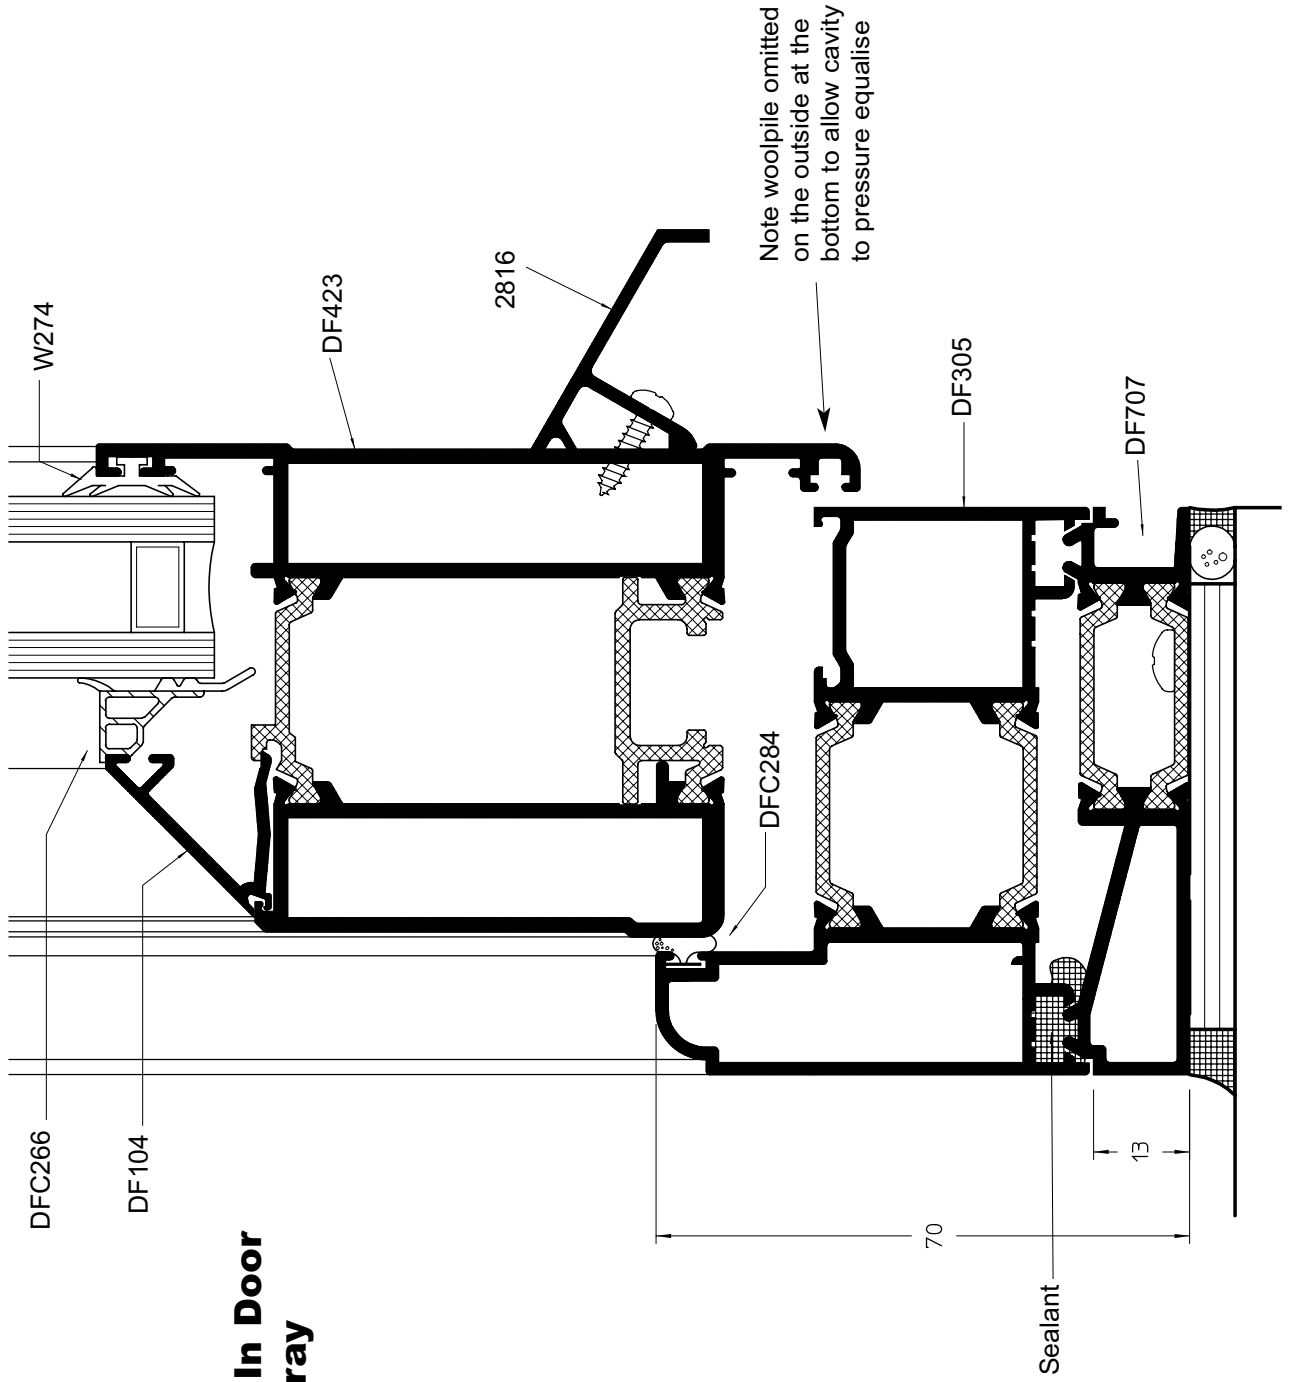 In Door
ray
DFC266
DF104
W274
DF423
2816
Note woolpile omitted
on the outside at the
bottom to allow cavity
to pressure equalise
DFC284
DF305
DF707
70
13
Sealant